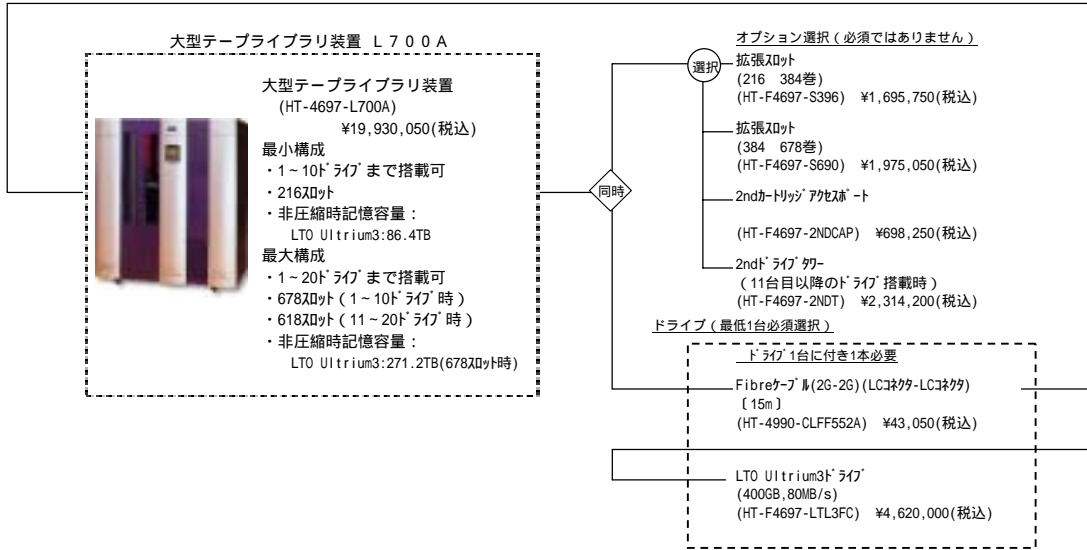 大型テープライブラリ装置 L700A
大型テープライブラリ装置
(HT-4697-L700A)
¥19,930,050(税込)
最小構成
・1~10ﾄﾞﾗｲﾌﾞまで搭載可
・216ｽﾛｯﾄ
・非圧縮時記憶容量：
LTO Ultrium3:86.4TB
最大構成
・1~20ﾄﾞﾗｲﾌﾞまで搭載可
・678ｽﾛｯﾄ（1~10ﾄﾞﾗｲﾌﾞ時）
・618ｽﾛｯﾄ（11~20ﾄﾞﾗｲﾌﾞ時）
・非圧縮時記憶容量：
LTO Ultrium3:271.2TB(678ｽﾛｯﾄ時)
同時
選択
オプション選択（必須ではありません）
拡張ｽﾛｯﾄ
(216 384巻)
(HT-F4697-S396) ¥1,695,750(税込)
拡張ｽﾛｯﾄ
(384 678巻)
(HT-F4697-S690) ¥1,975,050(税込)
2ndｶｰﾄﾘｯｼﾞｱｸｾｽﾎﾟｰﾄ
(HT-F4697-2NDCAP) ¥698,250(税込)
2ndﾄﾞﾗｲﾌﾞﾀﾜｰ
（11台目以降のﾄﾞﾗｲﾌﾞ搭載時）
(HT-F4697-2NDT) ¥2,314,200(税込)
ドライブ（最低1台必須選択）
ﾄﾞﾗｲﾌﾞ1台に付き1本必要
Fibreｹｰﾌﾞﾙ(2G-2G)(LCｺﾈｸﾀ-LCｺﾈｸﾀ)
〔15m〕
(HT-4990-CLFF552A) ¥43,050(税込)
LTO Ultrium3ﾄﾞﾗｲﾌﾞ
(400GB,80MB/s)
(HT-F4697-LTL3FC) ¥4,620,000(税込)